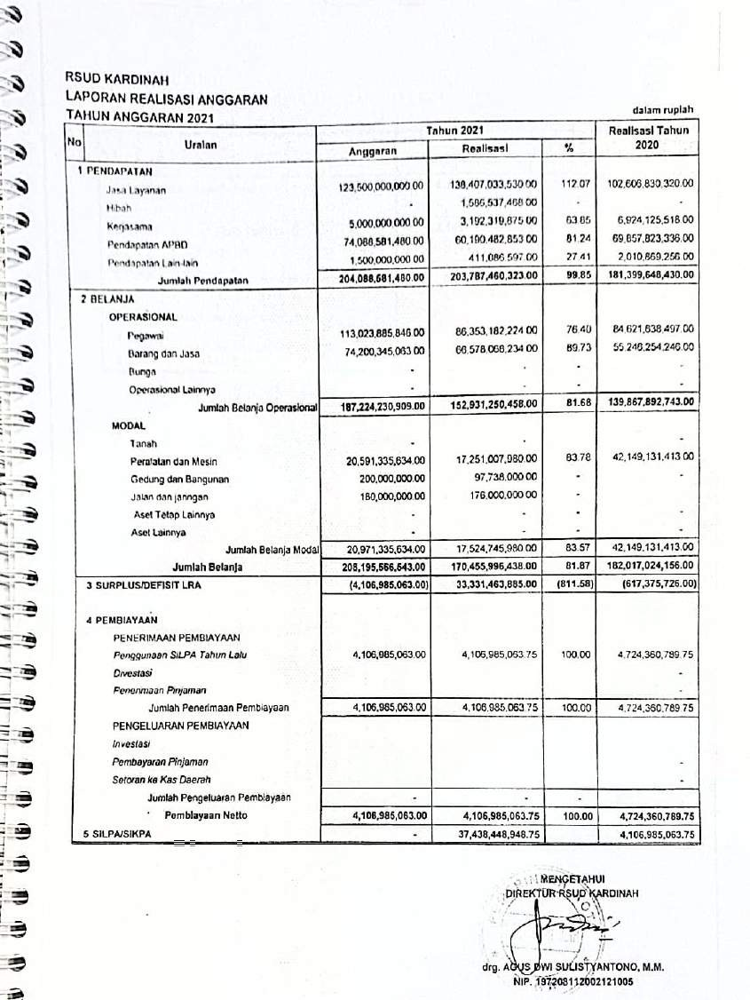 RSUD KARDINAH
LAPORAN REALISASI ANGGARAN
TAHUN ANGGARAN 2021
dalam rupiah
No Uraian Tahun 2021 Realisasi Tahun 2020
Anggaran Realisasi %
1 PENDAPATAN
Jasa Layanan 123,500,000,000.00 138,407,033,530.00 112.07 102,606,830,320.00
Hibah - 1,586,537,468.00 - -
Kerjasama 5,000,000,000.00 3,192,319,875.00 63.85 6,924,125,518.00
Pendapatan APBD 74,088,581,480.00 60,190,482,853.00 81.24 69,857,823,336.00
Pendapatan Lain-lain 1,500,000,000.00 411,086,597.00 27.41 2,010,869,256.00
Jumlah Pendapatan 204,088,581,480.00 203,787,460,323.00 99.85 181,399,648,430.00
2 BELANJA
OPERASIONAL
Pegawai 113,023,885,846.00 86,353,182,224.00 76.40 84,621,638,497.00
Barang dan Jasa 74,200,345,063.00 66,578,068,234.00 89.73 55,246,254,246.00
Bunga - - - -
Operasional Lainnya - - - -
Jumlah Belanja Operasional 187,224,230,909.00 152,931,250,458.00 81.68 139,867,892,743.00
MODAL
Tanah - - -
Peralatan dan Mesin 20,591,335,634.00 17,251,007,980.00 83.78 42,149,131,413.00
Gedung dan Bangunan 200,000,000.00 97,738,000.00 - -
Jalan dan jaringan 180,000,000.00 176,000,000.00 -
Aset Tetap Lainnya - - - -
Aset Lainnya - - - -
Jumlah Belanja Modal 20,971,335,634.00 17,524,745,980.00 83.57 42,149,131,413.00
Jumlah Belanja 208,195,566,543.00 170,455,996,438.00 81.87 182,017,024,156.00
3 SURPLUS/DEFISIT LRA (4,106,985,063.00) 33,331,463,885.00 (811.58) (617,375,726.00)
4 PEMBIAYAAN
PENERIMAAN PEMBIAYAAN
Penggunaan SiLPA Tahun Lalu 4,106,985,063.00 4,106,985,063.75 100.00 4,724,360,789.75
Divestasi -
Penerimaan Pinjaman -
Jumlah Penerimaan Pembiayaan 4,106,985,063.00 4,106,985,063.75 100.00 4,724,360,789.75
PENGELUARAN PEMBIAYAAN
Investasi
Pembayaran Pinjaman -
Setoran ke Kas Daerah -
Jumlah Pengeluaran Pembiayaan - - -
Pembiayaan Netto 4,106,985,063.00 4,106,985,063.75 100.00 4,724,360,789.75
5 SILPA/SIKPA - 37,438,448,948.75 4,106,985,063.75
MENGETAHUI
DIREKTUR RSUD KARDINAH
drg. AGUS DWI SULISTYANTONO, M.M.
NIP. 197208112002121005